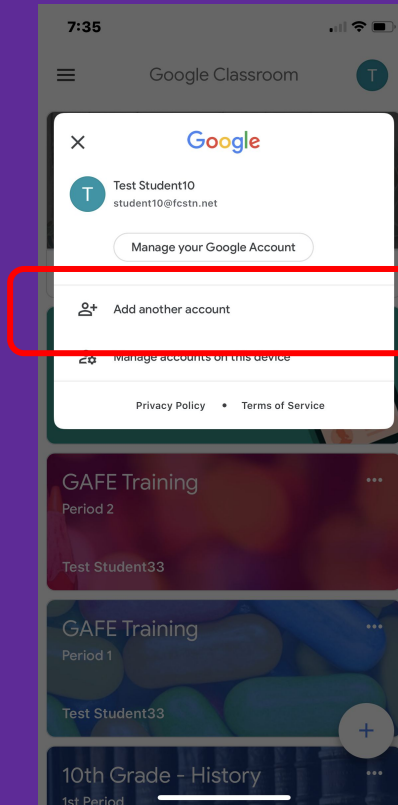 7:35
Google Classroom
T
Google
T
Test Student10
student10@fcstn.net
Manage your Google Account
Add another account
Manage accounts on this device
Privacy Policy • Terms of Service
GAFE Training
Period 2
Test Student33
GAFE Training
Period 1
Test Student33
10th Grade - History
1st Period